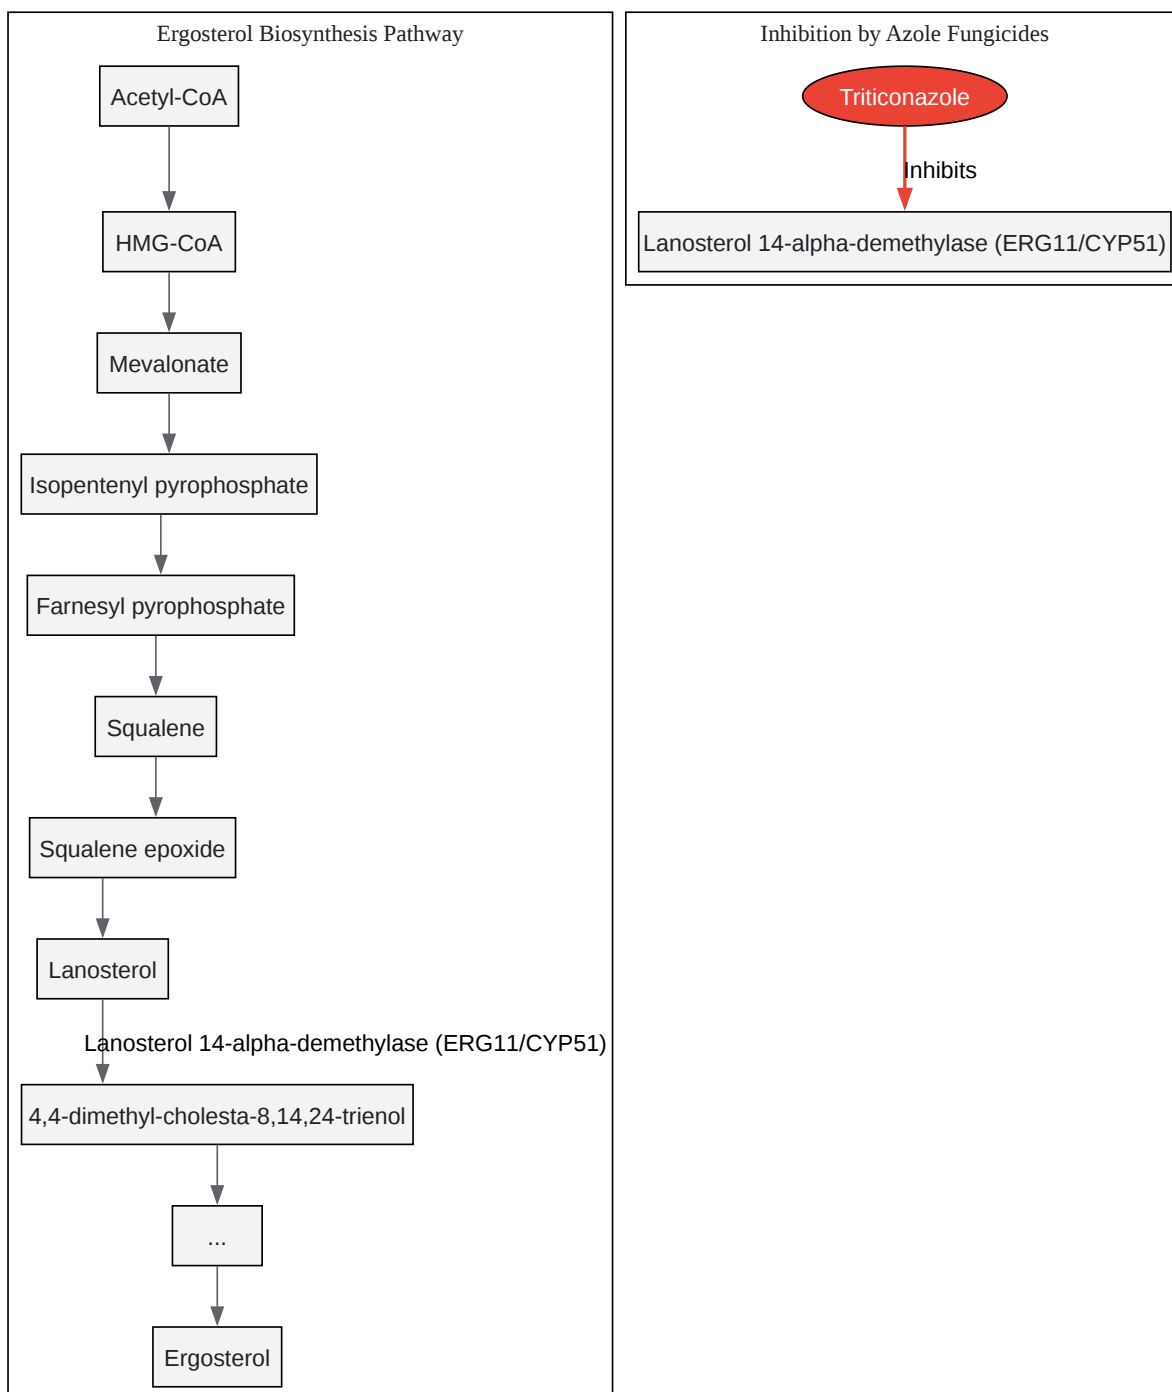 Ergosterol Biosynthesis Pathway
Acetyl-CoA
HMG-CoA
Mevalonate
Isopentenyl pyrophosphate
Farnesyl pyrophosphate
Squalene
Squalene epoxide
Lanosterol
Lanosterol 14-alpha-demethylase (ERG11/CYP51)
4,4-dimethyl-cholesta-8,14,24-trienol
...
Ergosterol
Inhibition by Azole Fungicides
Triticonazole
Inhibits
Lanosterol 14-alpha-demethylase (ERG11/CYP51)